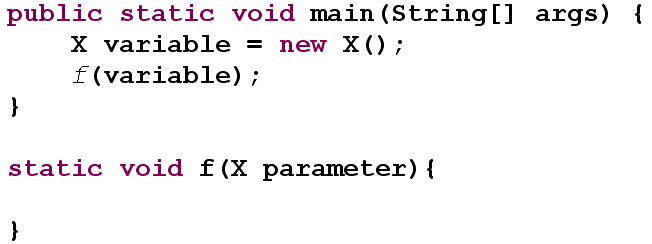 public static void main(String[] args) {
    X variable = new X();
    f(variable);
}

static void f(X parameter){

}